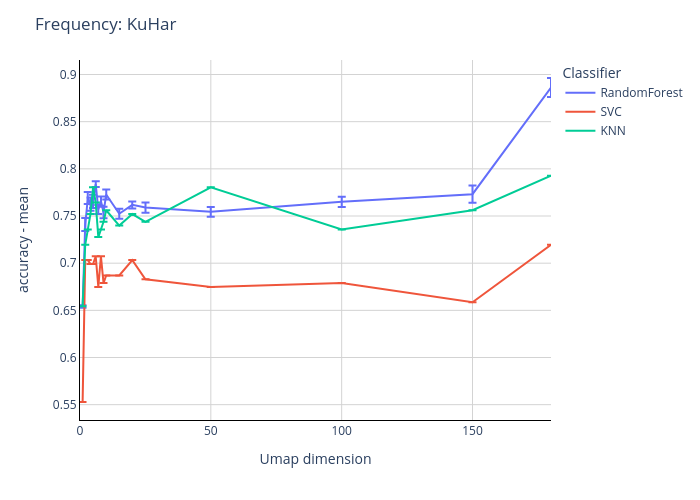 Frequency: KuHar
Classifier
RandomForest
SVC
KNN
accuracy - mean
0.9
0.85
0.8
0.75
0.7
0.65
0.6
0.55
0
50
100
150
Umap dimension